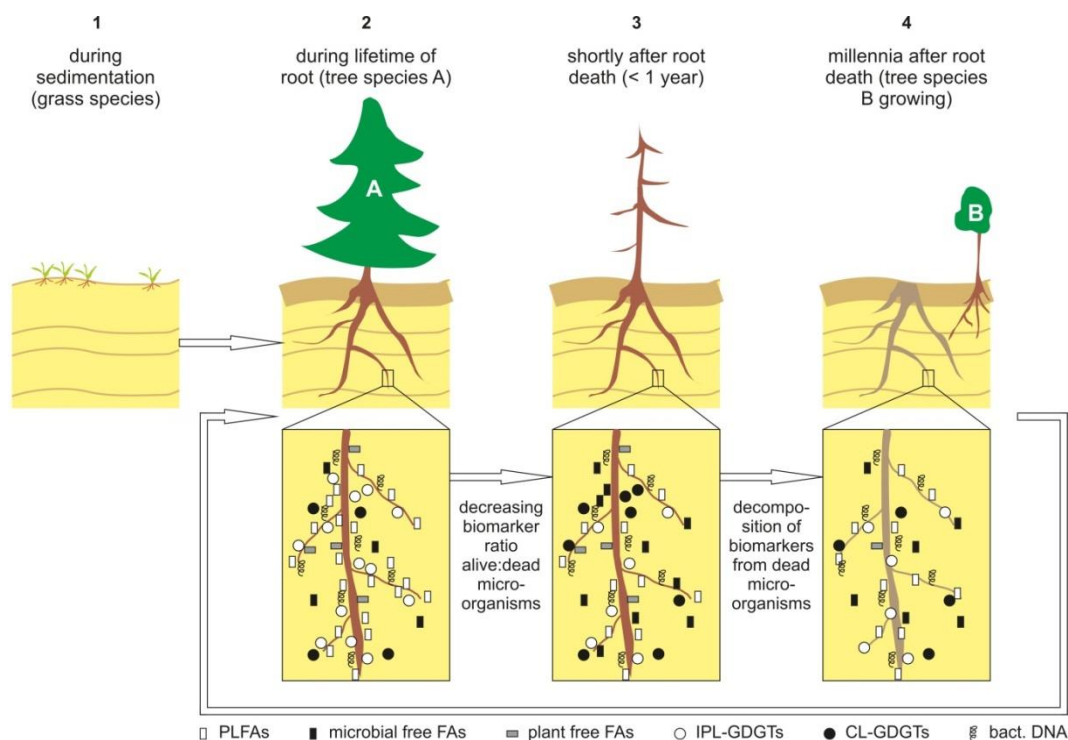 1
during
sedimentation
(grass species)
2
during lifetime of
root (tree species A)
3
shortly after root
death (< 1 year)
4
millennia after root
death (tree species
B growing)
A
B
decreasing
biomarker
ratio
alive:dead
micro-
organisms
decompo-
sition of
biomarkers
from dead
micro-
organisms
PLFAs
microbial free FAs
plant free FAs
IPL-GDGTs
CL-GDGTs
bact. DNA